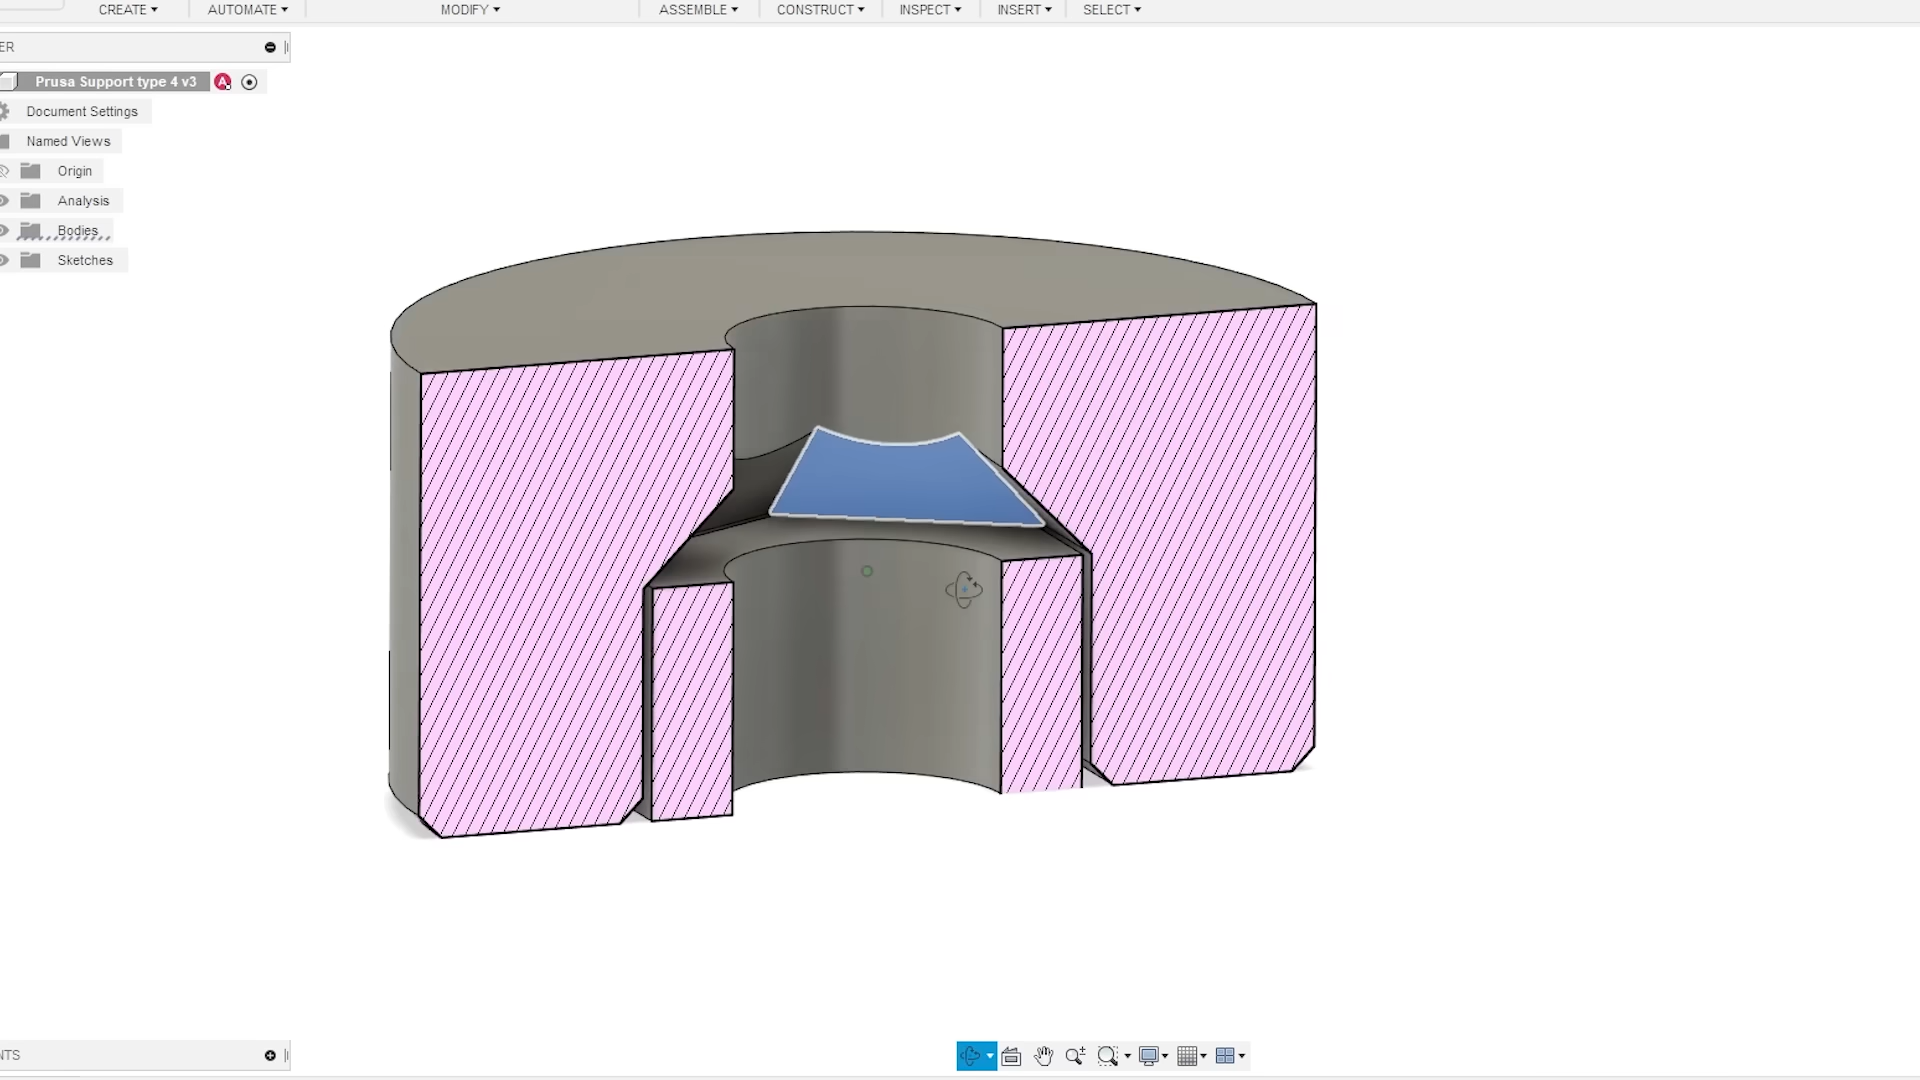 CREATE AUTOMATE MODIFY ASSEMBLE CONSTRUCT INSPECT INSERT SELECT
ER
Prusa Support type 4 v3 A
Document Settings
Named Views
Origin
Analysis
Bodies
Sketches
NTS